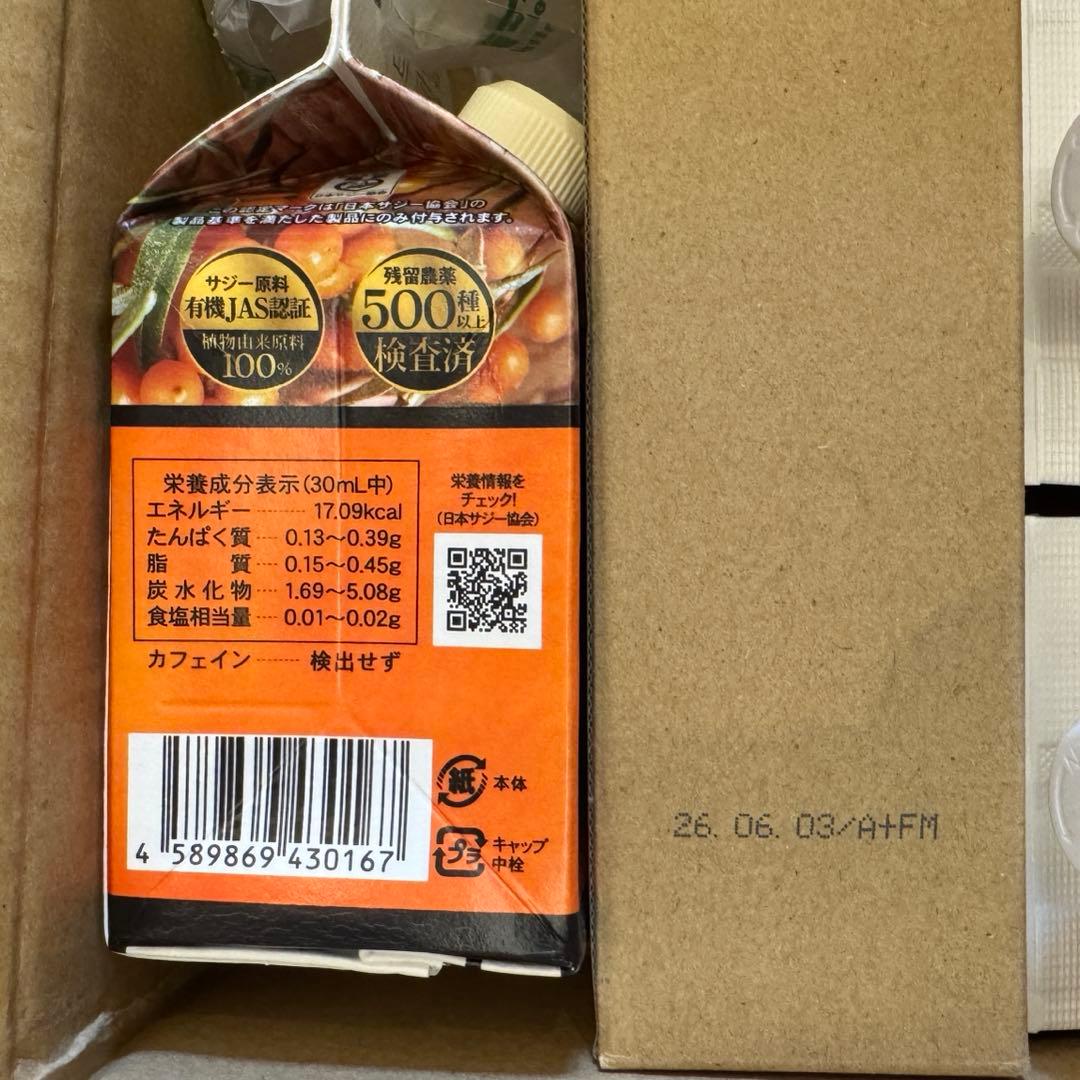 この認定マークは「日本サジー協会」の
製品基準を満たした製品にのみ付与されます。
サジー原料
有機JAS認証
植物由来原料
100%
残留農薬
500種以上
検査済
栄養成分表示(30mL中)
エネルギー 17.09kcal
たんぱく質 0.13〜0.39g
脂質 0.15〜0.45g
炭水化物 1.69〜5.08g
食塩相当量 0.01〜0.02g
カフェイン 検出せず
栄養情報を
チェック!
(日本サジー協会)
4 589869 430167
紙 本体
プラ キャップ
中栓
26.06.03/A+FM